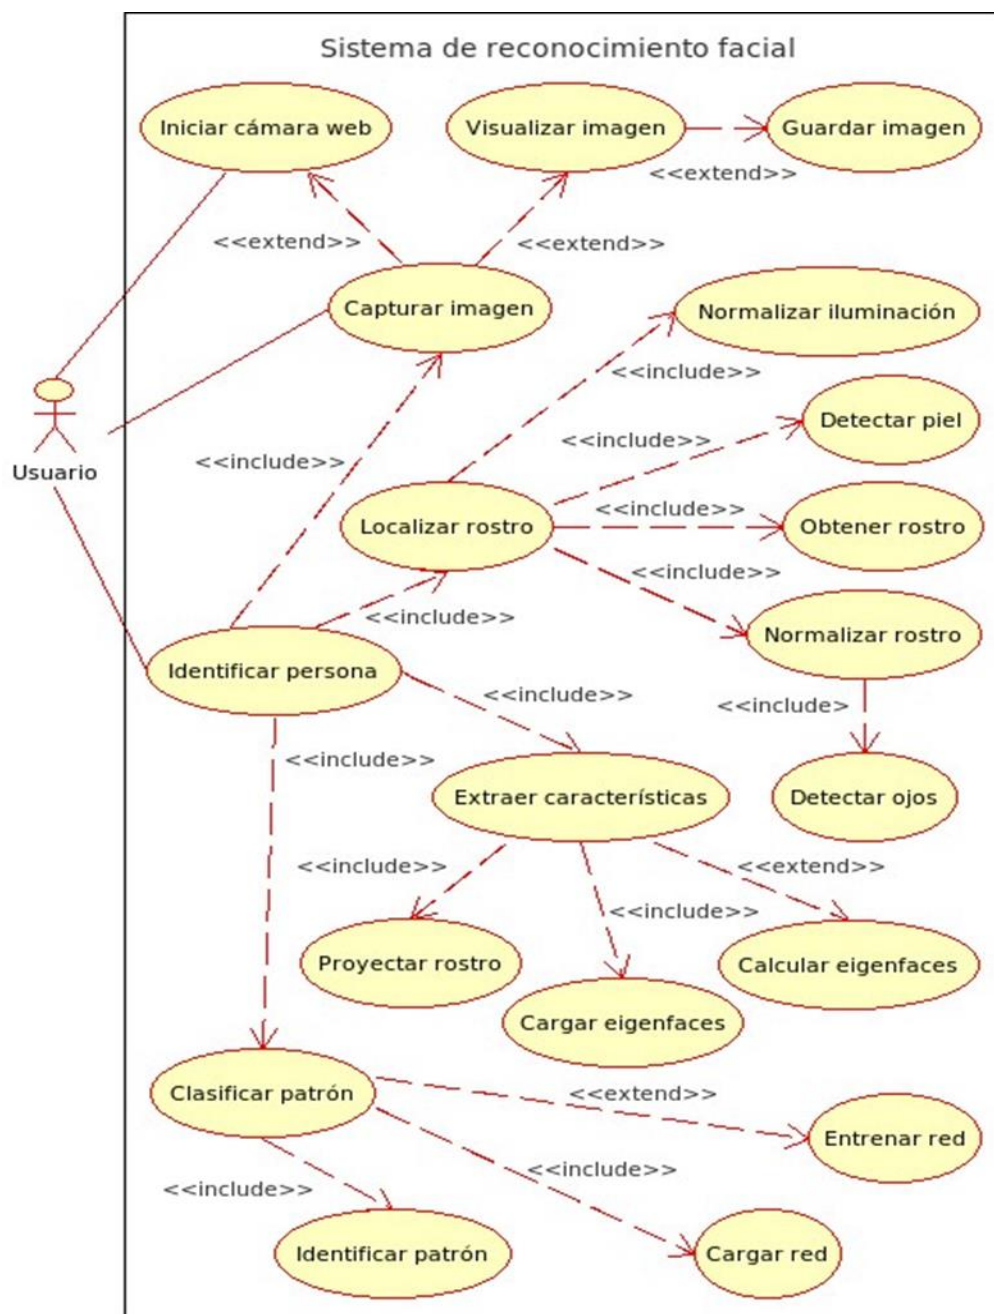 Sistema de reconocimiento facial
Iniciar cámara web
Visualizar imagen
Guardar imagen
<<extend>>
<<extend>>
<<extend>>
Capturar imagen
Normalizar iluminación
<<include>>
Detectar piel
<<include>>
<<include>>
Usuario
<<include>>
Localizar rostro
Obtener rostro
<<include>>
<<include>>
Normalizar rostro
Identificar persona
<<include>>
<<include>
<<include>>
Extraer características
Detectar ojos
<<include>>
<<extend>>
<<include>>
Proyectar rostro
Calcular eigenfaces
Cargar eigenfaces
Clasificar patrón
<<extend>>
Entrenar red
<<include>>
<<include>>
Identificar patrón
Cargar red